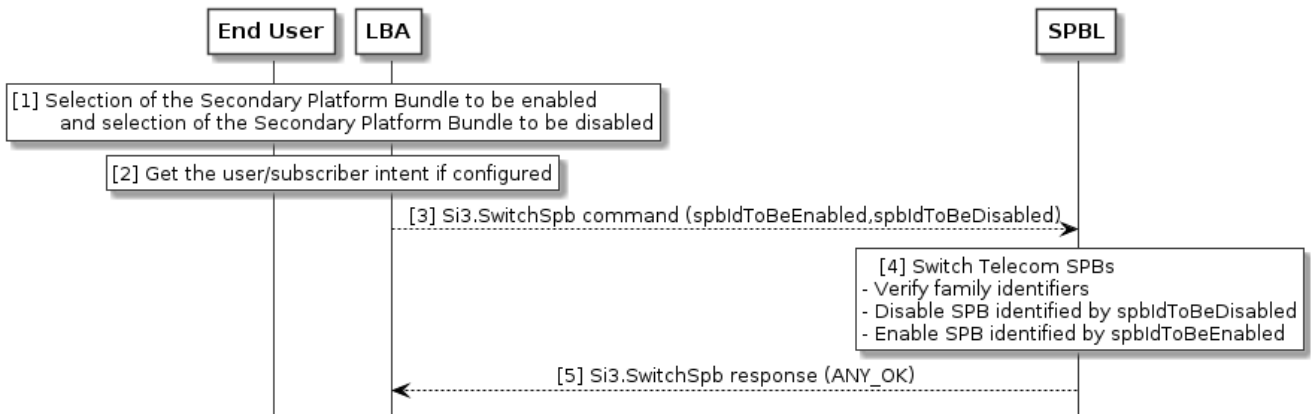 End User
LBA
SPBL
[1] Selection of the Secondary Platform Bundle to be enabled
and selection of the Secondary Platform Bundle to be disabled
[2] Get the user/subscriber intent if configured
[3] Si3.SwitchSpb command (spbIdToBeEnabled,spbIdToBeDisabled)
[4] Switch Telecom SPBs
- Verify family identifiers
- Disable SPB identified by spbIdToBeDisabled
- Enable SPB identified by spbIdToBeEnabled
[5] Si3.SwitchSpb response (ANY_OK)